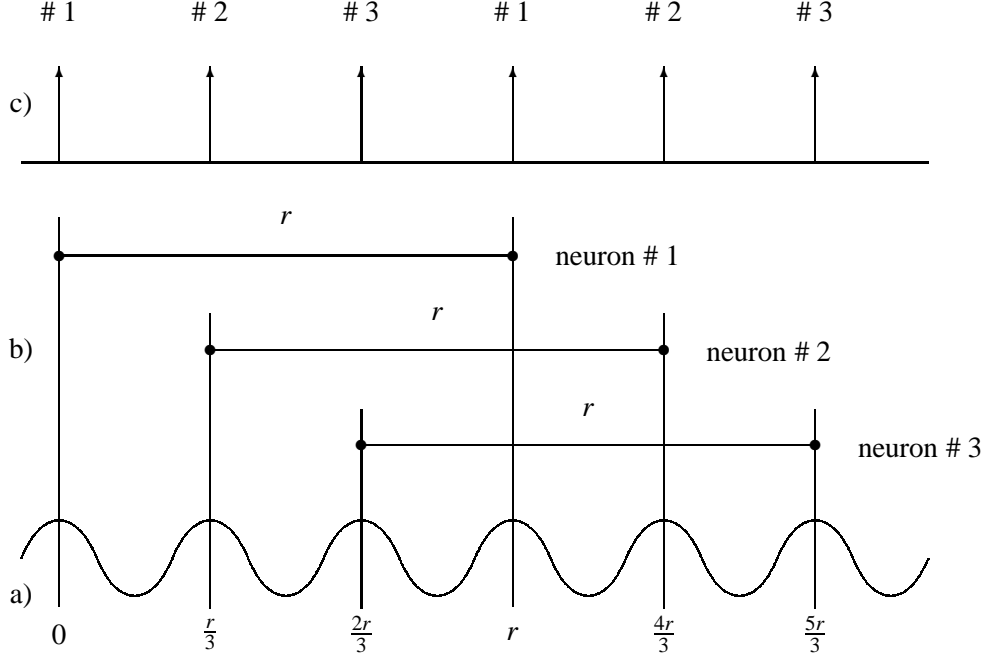 # 1 # 2 # 3 # 1 # 2 # 3
c)
r
neuron # 1
r
b)
neuron # 2
r
neuron # 3
a)
0 r/3 2r/3 r 4r/3 5r/3